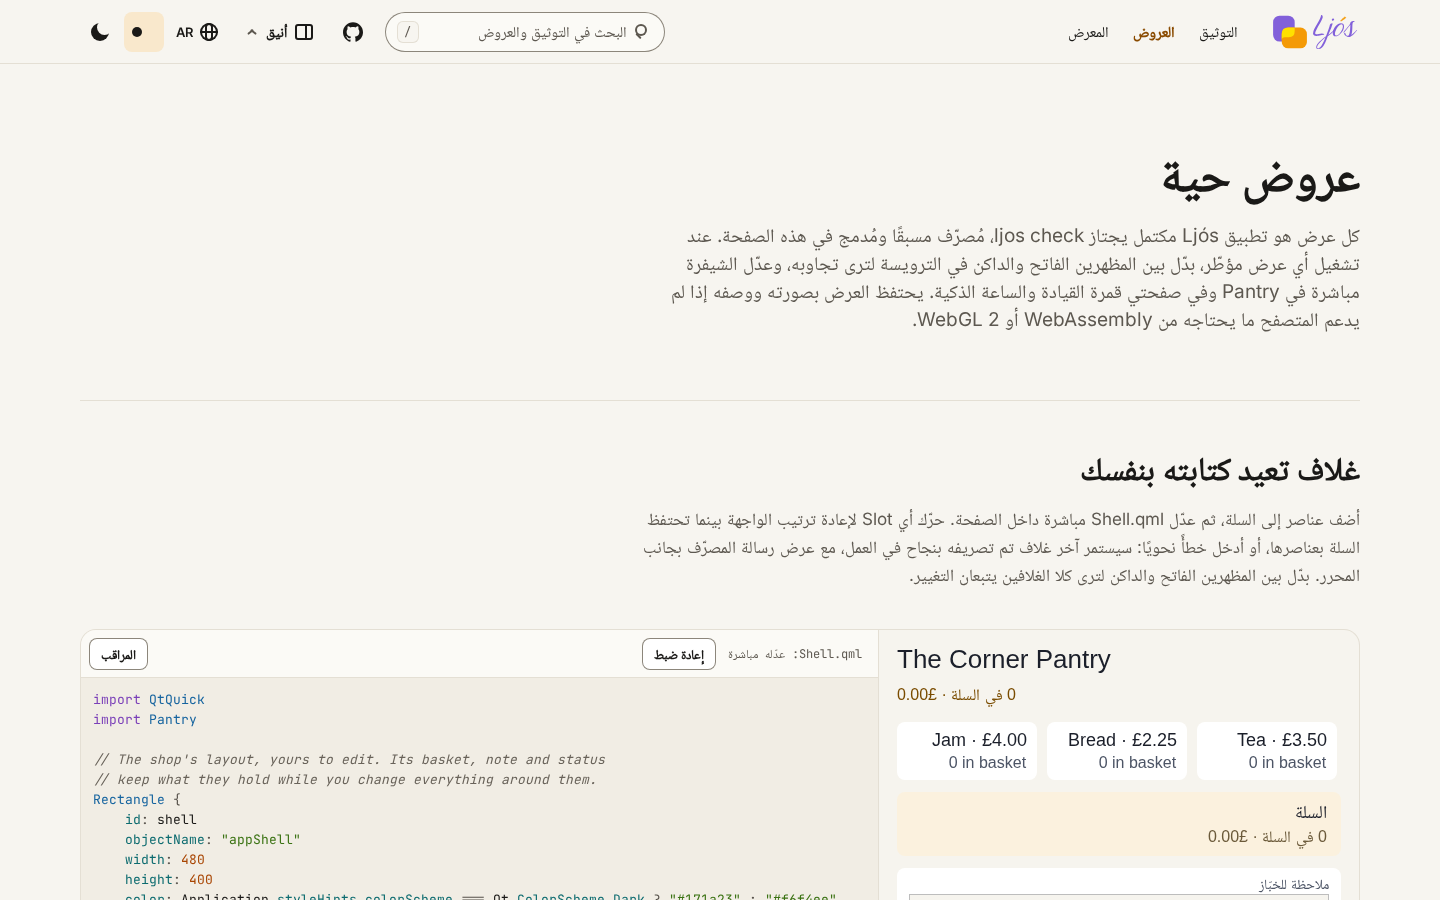 Ljós
التوثيق
العروض
المعرض
البحث في التوثيق والعروض
/
أنيق
AR
عروض حية
كل عرض هو تطبيق Ljós مكتمل يجتاز ljos check، مُصرّف مسبقًا ومُدمج في هذه الصفحة. عند
تشغيل أي عرض مؤطّر، بدّل بين المظهرين الفاتح والداكن في الترويسة لترى تجاوبه، وعدّل الشيفرة
مباشرة في Pantry وفي صفحتي قمرة القيادة والساعة الذكية. يحتفظ العرض بصورته ووصفه إذا لم
يدعم المتصفح ما يحتاجه من WebAssembly أو WebGL 2.
غلاف تعيد كتابته بنفسك
أضف عناصر إلى السلة، ثم عدّل Shell.qml مباشرة داخل الصفحة. حرّك أي Slot لإعادة ترتيب الواجهة بينما تحتفظ
السلة بعناصرها، أو أدخل خطأً نحويًا: سيستمر آخر غلاف تم تصريفه بنجاح في العمل، مع عرض رسالة المصرّف بجانب
المحرر. بدّل بين المظهرين الفاتح والداكن لترى كلا الغلافين يتبعان التغيير.
The Corner Pantry
0 في السلة · £0.00
Tea · £3.50
0 in basket
Bread · £2.25
0 in basket
Jam · £4.00
0 in basket
السلة
0 في السلة · £0.00
ملاحظة للخبّاز
Shell.qml: عدّله مباشرة
إعادة ضبط
المراقب
import QtQuick
import Pantry
// The shop's layout, yours to edit. Its basket, note and status
// keep what they hold while you change everything around them.
Rectangle {
id: shell
objectName: "appShell"
width: 480
height: 400
color: Application.styleHints.colorScheme === Qt.ColorScheme.Dark ? "#171a23" : "#f6f4ee"